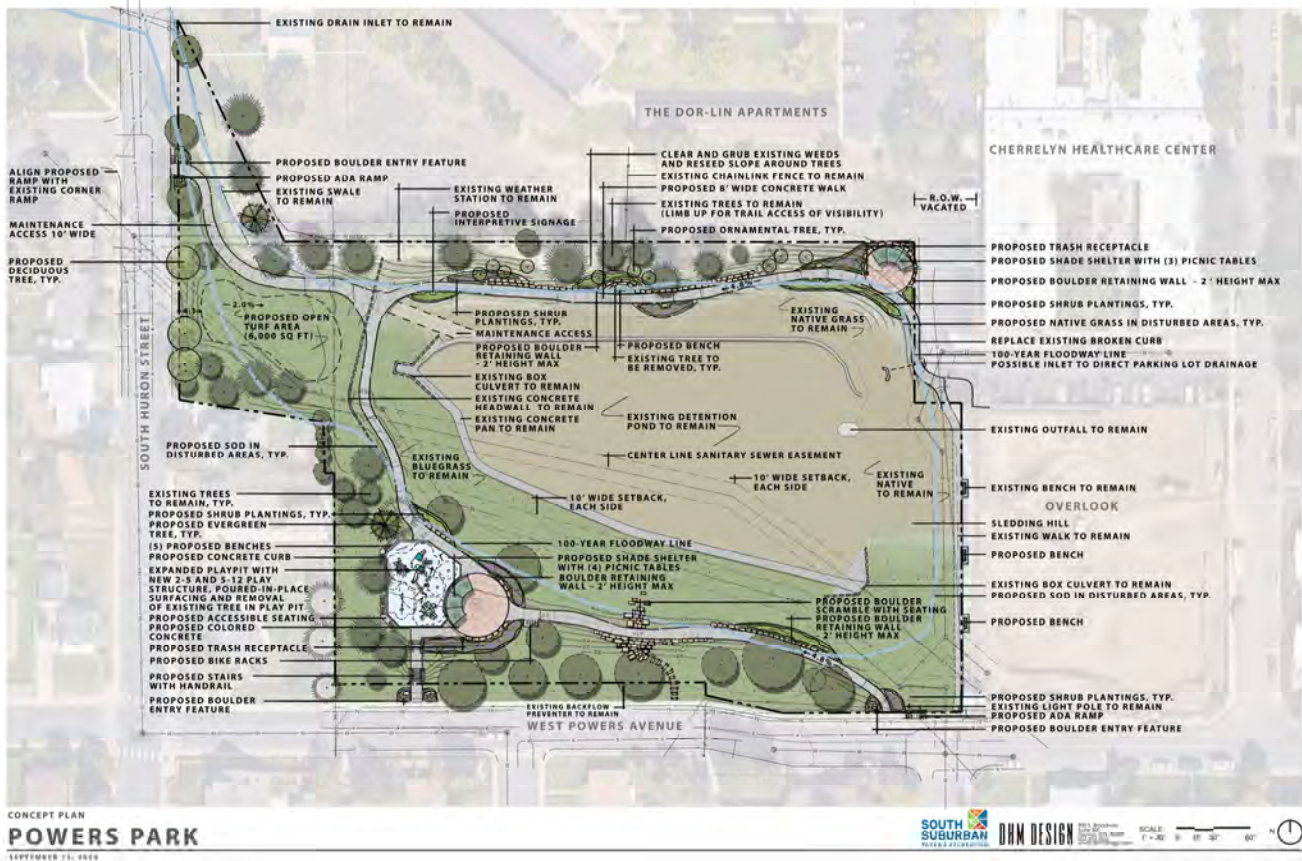 EXISTING DRAIN INLET TO REMAIN
THE DOR-LIN APARTMENTS
CHERRELYN HEALTHCARE CENTER
R.O.W.
VACATED
ALIGN PROPOSED
RAMP WITH
EXISTING CORNER
RAMP
MAINTENANCE
ACCESS 10' WIDE
PROPOSED
DECIDUOUS
TREE, TYP.
PROPOSED BOULDER ENTRY FEATURE
PROPOSED ADA RAMP
EXISTING SWALE
TO REMAIN
EXISTING WEATHER
STATION TO REMAIN
PROPOSED
INTERPRETIVE SIGNAGE
CLEAR AND GRUB EXISTING WEEDS
AND RESEED SLOPE AROUND TREES
EXISTING CHAINLINK FENCE TO REMAIN
PROPOSED 8' WIDE CONCRETE WALK
EXISTING TREES TO REMAIN
(LIMB UP FOR TRAIL ACCESS OF VISIBILITY)
PROPOSED ORNAMENTAL TREE, TYP.
PROPOSED TRASH RECEPTACLE
PROPOSED SHADE SHELTER WITH (3) PICNIC TABLES
PROPOSED BOULDER RETAINING WALL - 2' HEIGHT MAX
PROPOSED SHRUB PLANTINGS, TYP.
PROPOSED NATIVE GRASS IN DISTURBED AREAS, TYP.
REPLACE EXISTING BROKEN CURB
100-YEAR FLOODWAY LINE
POSSIBLE INLET TO DIRECT PARKING LOT DRAINAGE
2.0%
PROPOSED OPEN
TURF AREA
(6,000 SQ FT)
PROPOSED SHRUB
PLANTINGS, TYP.
MAINTENANCE ACCESS
PROPOSED BOULDER
RETAINING WALL
- 2' HEIGHT MAX
PROPOSED BENCH
EXISTING TREE TO
BE REMOVED, TYP.
EXISTING
NATIVE GRASS
TO REMAIN
EXISTING BOX
CULVERT TO REMAIN
EXISTING CONCRETE
HEADWALL TO REMAIN
EXISTING CONCRETE
PAN TO REMAIN
EXISTING DETENTION
POND TO REMAIN
EXISTING OUTFALL TO REMAIN
SOUTH HURON STREET
PROPOSED SOD IN
DISTURBED AREAS, TYP.
EXISTING
BLUEGRASS
TO REMAIN
CENTER LINE SANITARY SEWER EASEMENT
10' WIDE SETBACK,
EACH SIDE
EXISTING
NATIVE
TO REMAIN
10' WIDE SETBACK,
EACH SIDE
EXISTING BENCH TO REMAIN
OVERLOOK
SLEDDING HILL
EXISTING WALK TO REMAIN
PROPOSED BENCH
EXISTING BOX CULVERT TO REMAIN
PROPOSED SOD IN DISTURBED AREAS, TYP.
PROPOSED BENCH
EXISTING TREES
TO REMAIN, TYP.
PROPOSED SHRUB PLANTINGS, TYP.
PROPOSED EVERGREEN
TREE, TYP.
(5) PROPOSED BENCHES
PROPOSED CONCRETE CURB
EXPANDED PLAYPIT WITH
NEW 2-5 AND 5-12 PLAY
STRUCTURE, POURED-IN-PLACE
SURFACING AND REMOVAL
OF EXISTING TREE IN PLAY PIT
PROPOSED ACCESSIBLE SEATING
PROPOSED COLORED
CONCRETE
PROPOSED TRASH RECEPTACLE
PROPOSED BIKE RACKS
PROPOSED STAIRS
WITH HANDRAIL
PROPOSED BOULDER
ENTRY FEATURE
100-YEAR FLOODWAY LINE
PROPOSED SHADE SHELTER
WITH (4) PICNIC TABLES
BOULDER RETAINING
WALL - 2' HEIGHT MAX
PROPOSED BOULDER
SCRAMBLE WITH SEATING
PROPOSED BOULDER
RETAINING WALL
- 2' HEIGHT MAX
PROPOSED SHRUB PLANTINGS, TYP.
EXISTING LIGHT POLE TO REMAIN
PROPOSED ADA RAMP
PROPOSED BOULDER ENTRY FEATURE
EXISTING BACKFLOW
PREVENTER TO REMAIN
WEST POWERS AVENUE
CONCEPT PLAN
POWERS PARK
SOUTH
SUBURBAN
PARKS & RECREATION
DHM DESIGN
SCALE:
N